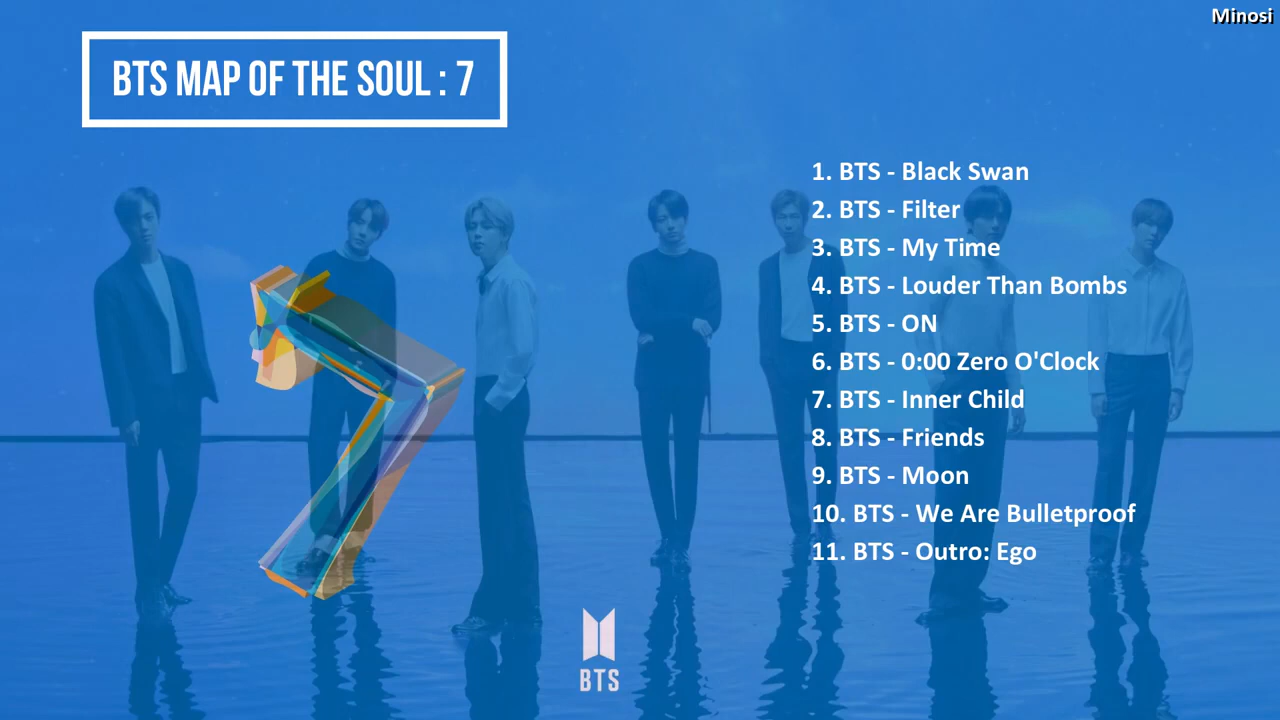 Minosi
BTS MAP OF THE SOUL : 7
1. BTS - Black Swan
2. BTS - Filter
3. BTS - My Time
4. BTS - Louder Than Bombs
5. BTS - ON
6. BTS - 0:00 Zero O'Clock
7. BTS - Inner Child
8. BTS - Friends
9. BTS - Moon
10. BTS - We Are Bulletproof
11. BTS - Outro: Ego
BTS